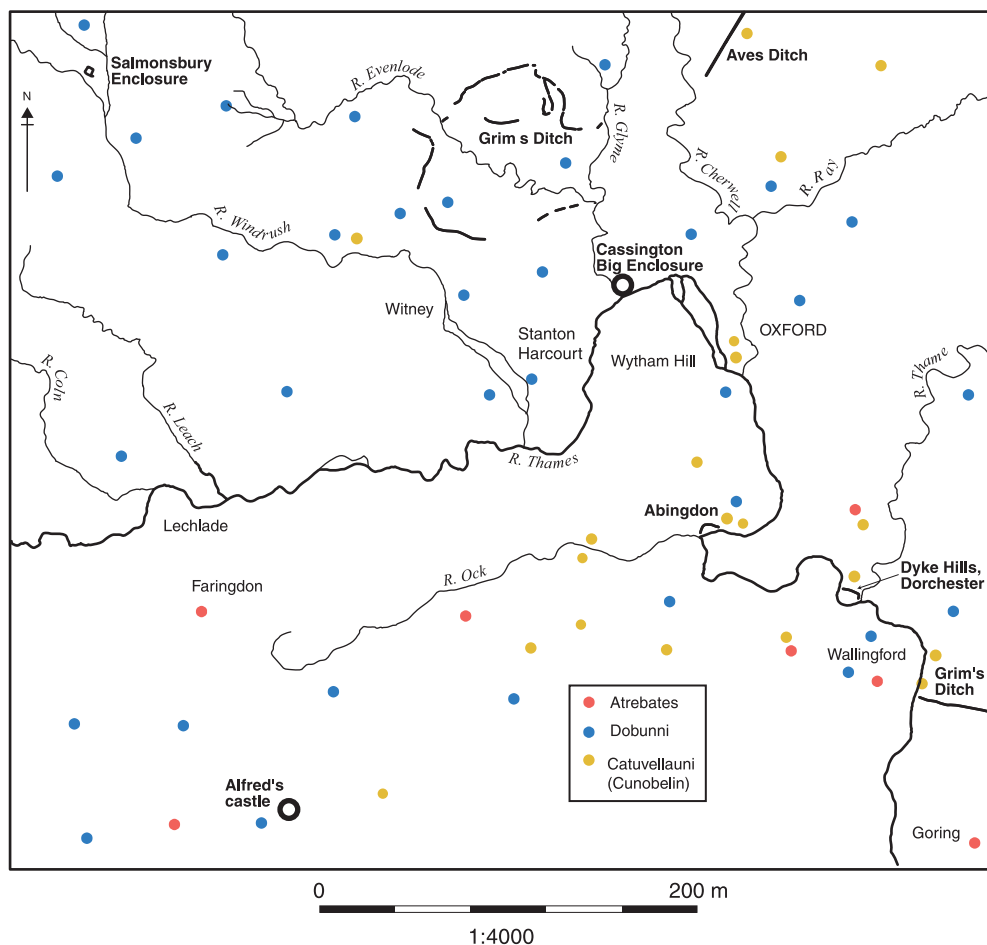 Salmonsbury
Enclosure
Aves Ditch
R. Evenlode
N
Grim s Ditch
R. Glyme
R. Cherwell
R. Ray
R. Windrush
Cassington
Big Enclosure
Witney
Stanton
Harcourt
OXFORD
Wytham Hill
R. Thame
R. Coln
R. Leach
R. Thames
Abingdon
Lechlade
Dyke Hills,
Dorchester
R. Ock
Faringdon
Wallingford
Grim's
Ditch
Atrebates
Dobunni
Catuvellauni
(Cunobelin)
Alfred's
castle
Goring
0
200 m
1:4000